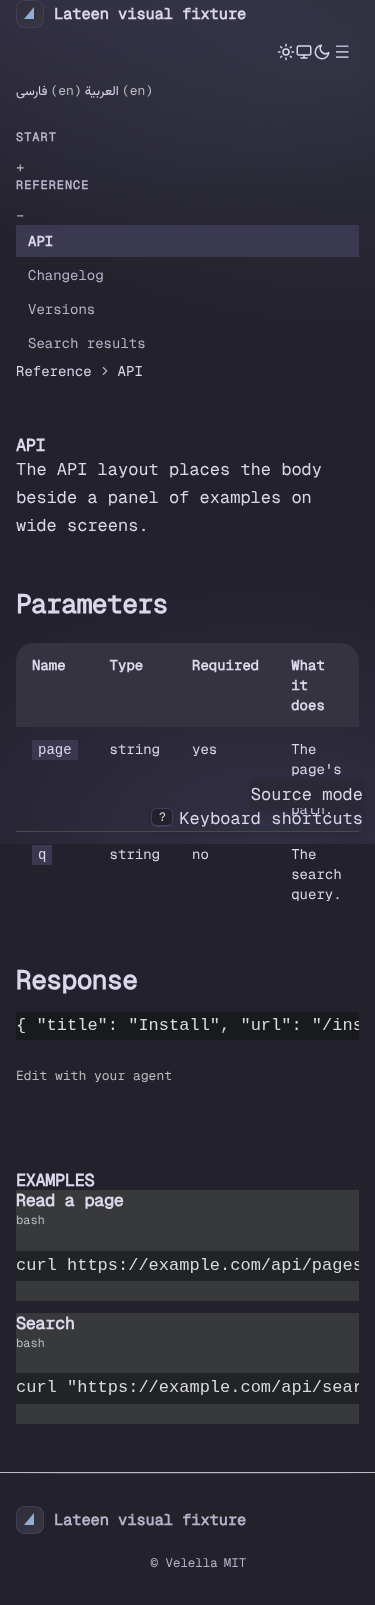 Lateen visual fixture
فارسی (en) العربية (en)
START
+
REFERENCE
−
API
Changelog
Versions
Search results
Reference > API
API
The API layout places the body
beside a panel of examples on
wide screens.
Parameters
Name Type Required What it does
page string yes The page's
Source mode
? Keyboard shortcuts
q string no The search query.
Response
{ "title": "Install", "url": "/ins
Edit with your agent
EXAMPLES
Read a page
bash
curl https://example.com/api/pages
Search
bash
curl "https://example.com/api/sear
Lateen visual fixture
© Velella MIT